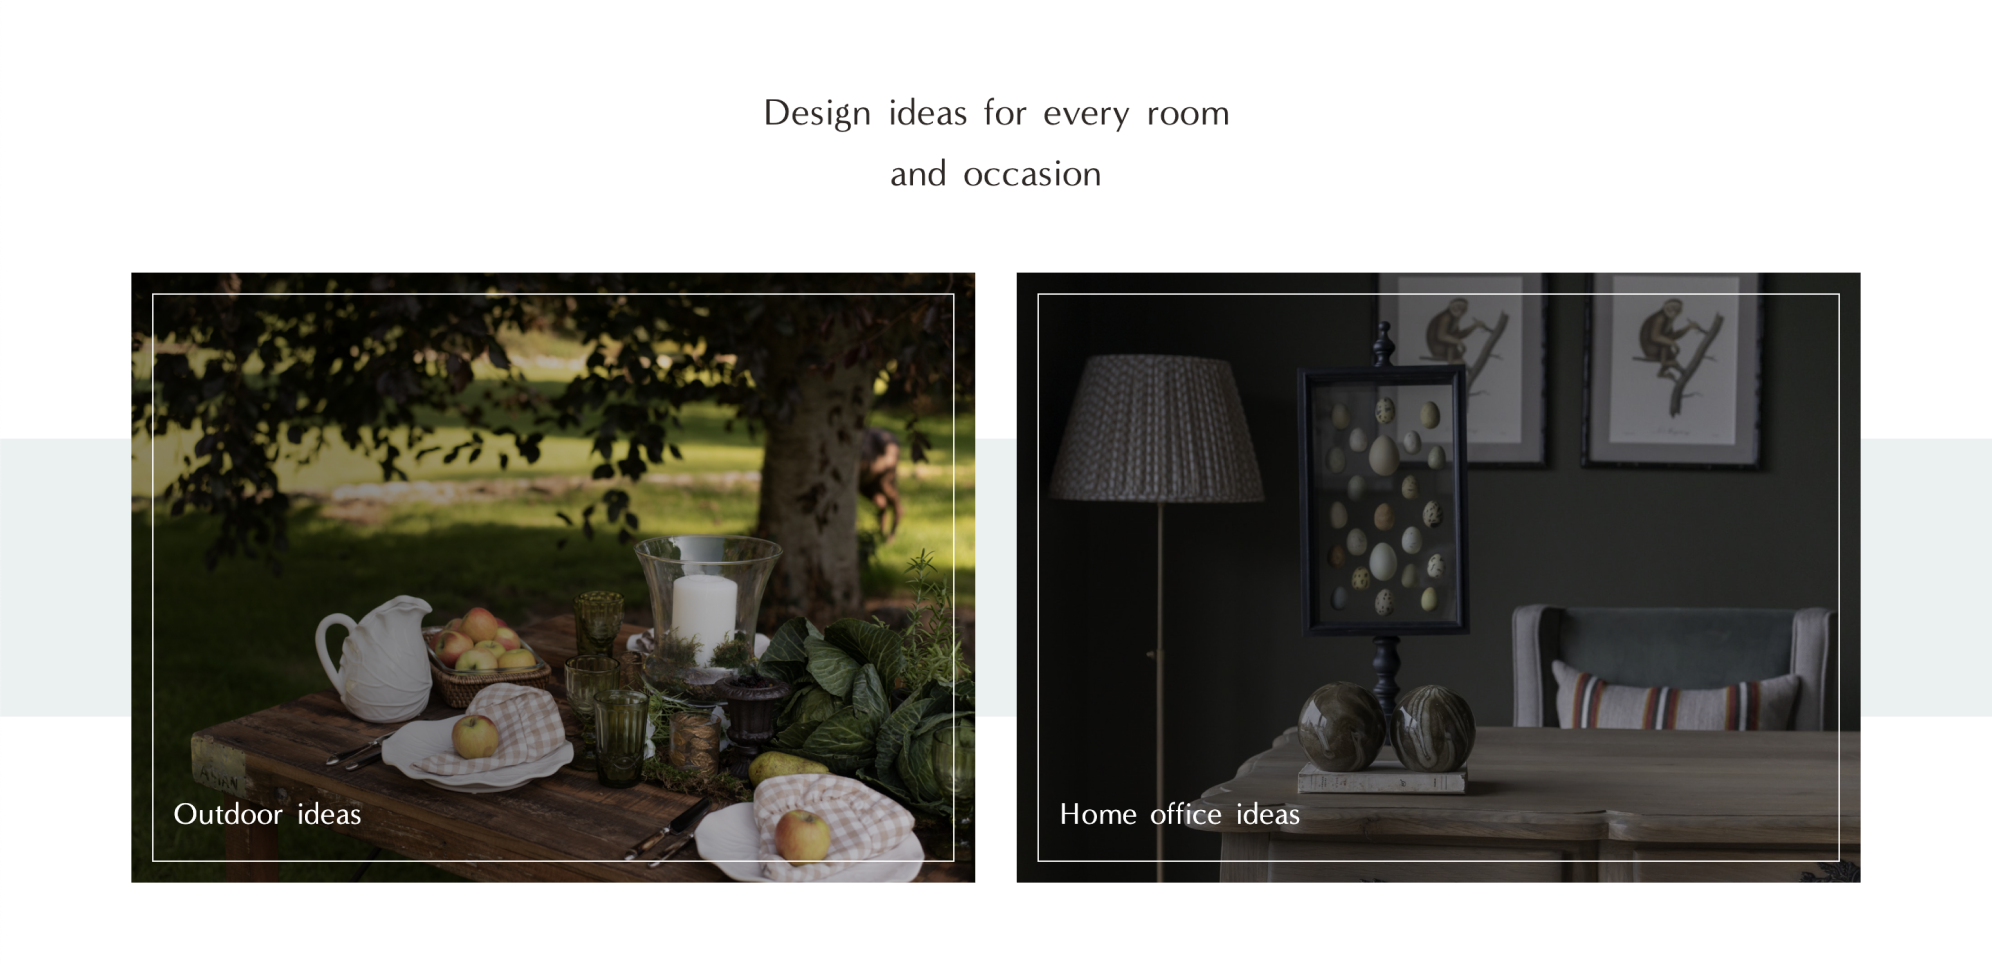 Design ideas for every room
and occasion
Outdoor ideas
Home office ideas